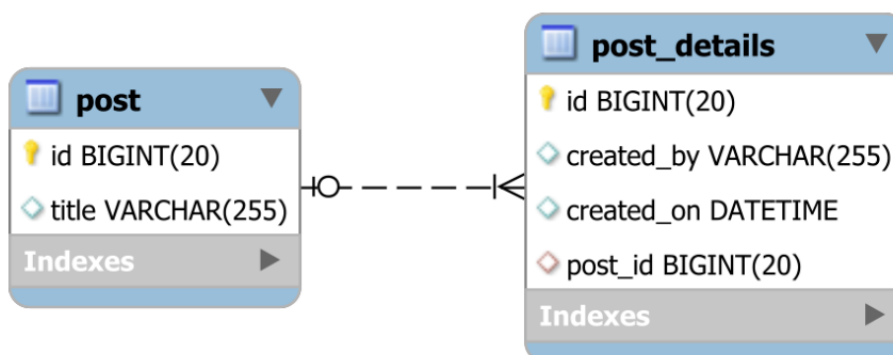 post
id BIGINT(20)
title VARCHAR(255)
Indexes
post_details
id BIGINT(20)
created_by VARCHAR(255)
created_on DATETIME
post_id BIGINT(20)
Indexes